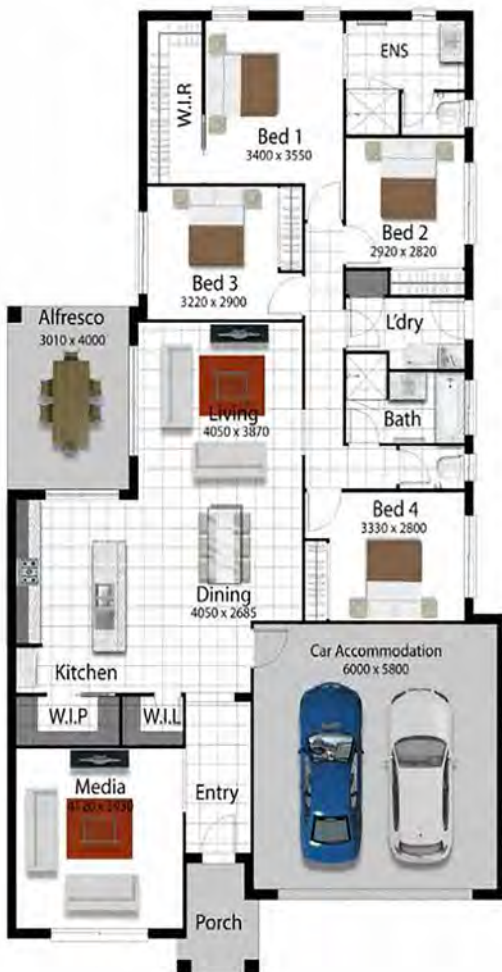 ENS
W.I.R
Bed 1
3400 x 3550
Bed 2
2920 x 2820
Bed 3
3220 x 2900
Alfresco
3010 x 4000
L'dry
Living
4050 x 3870
Bath
Bed 4
3330 x 2800
Dining
4050 x 2685
Car Accommodation
6000 x 5800
Kitchen
W.I.P
W.I.L
Media
Entry
Porch